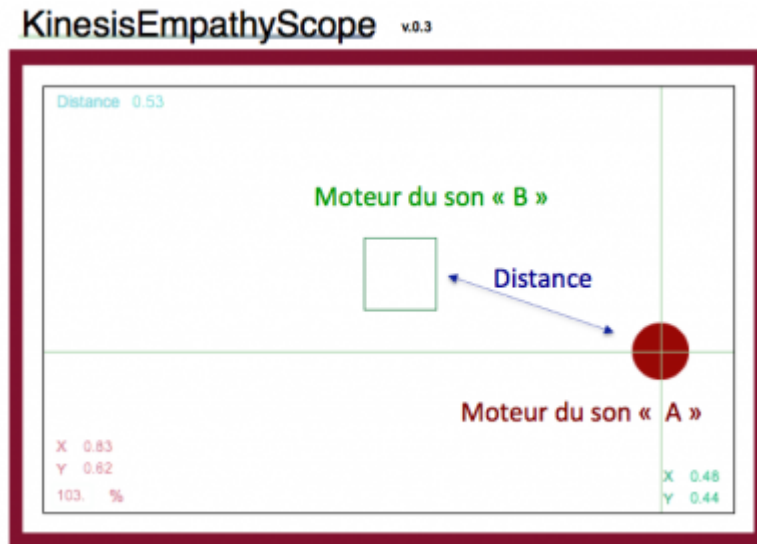 KinesisEmpathyScope v.0.3
Distance 0.53
Moteur du son « B »
Distance
Moteur du son « A »
X 0.83
Y 0.62
103. %
X 0.48
Y 0.44